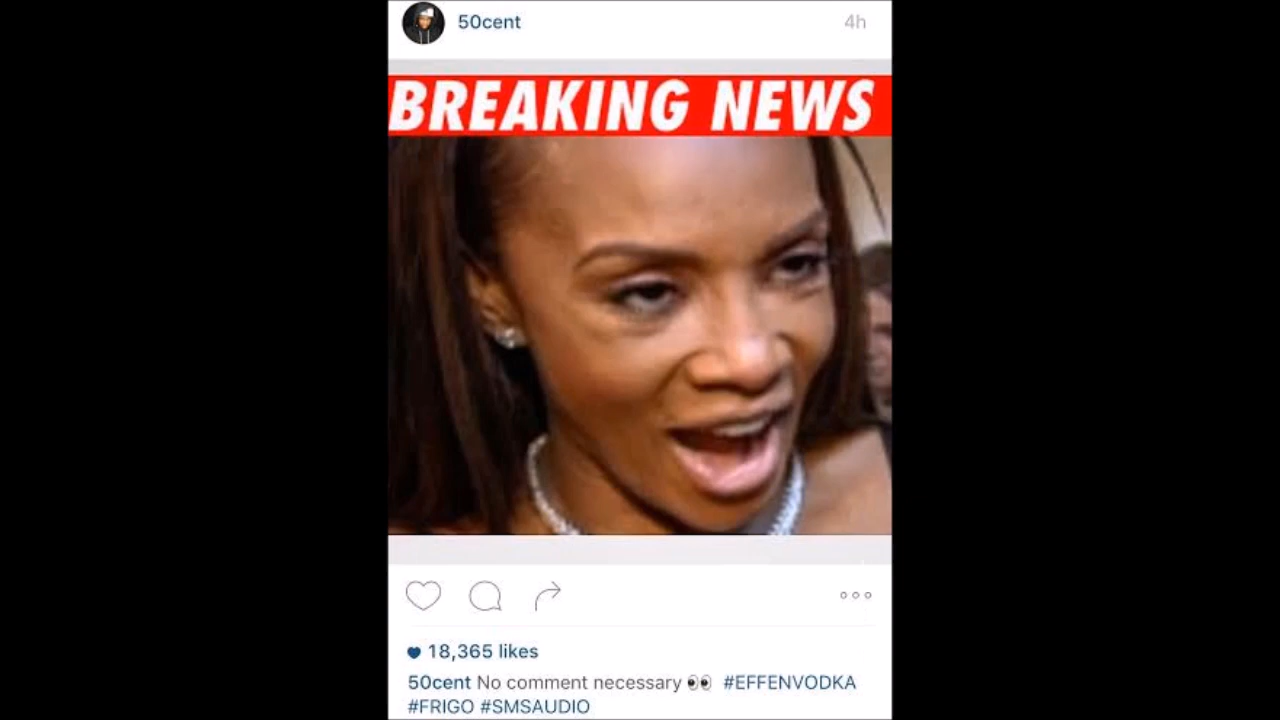 50cent 4h
BREAKING NEWS
18,365 likes
50cent No comment necessary 👀 #EFFENVODKA
#FRIGO #SMSAUDIO